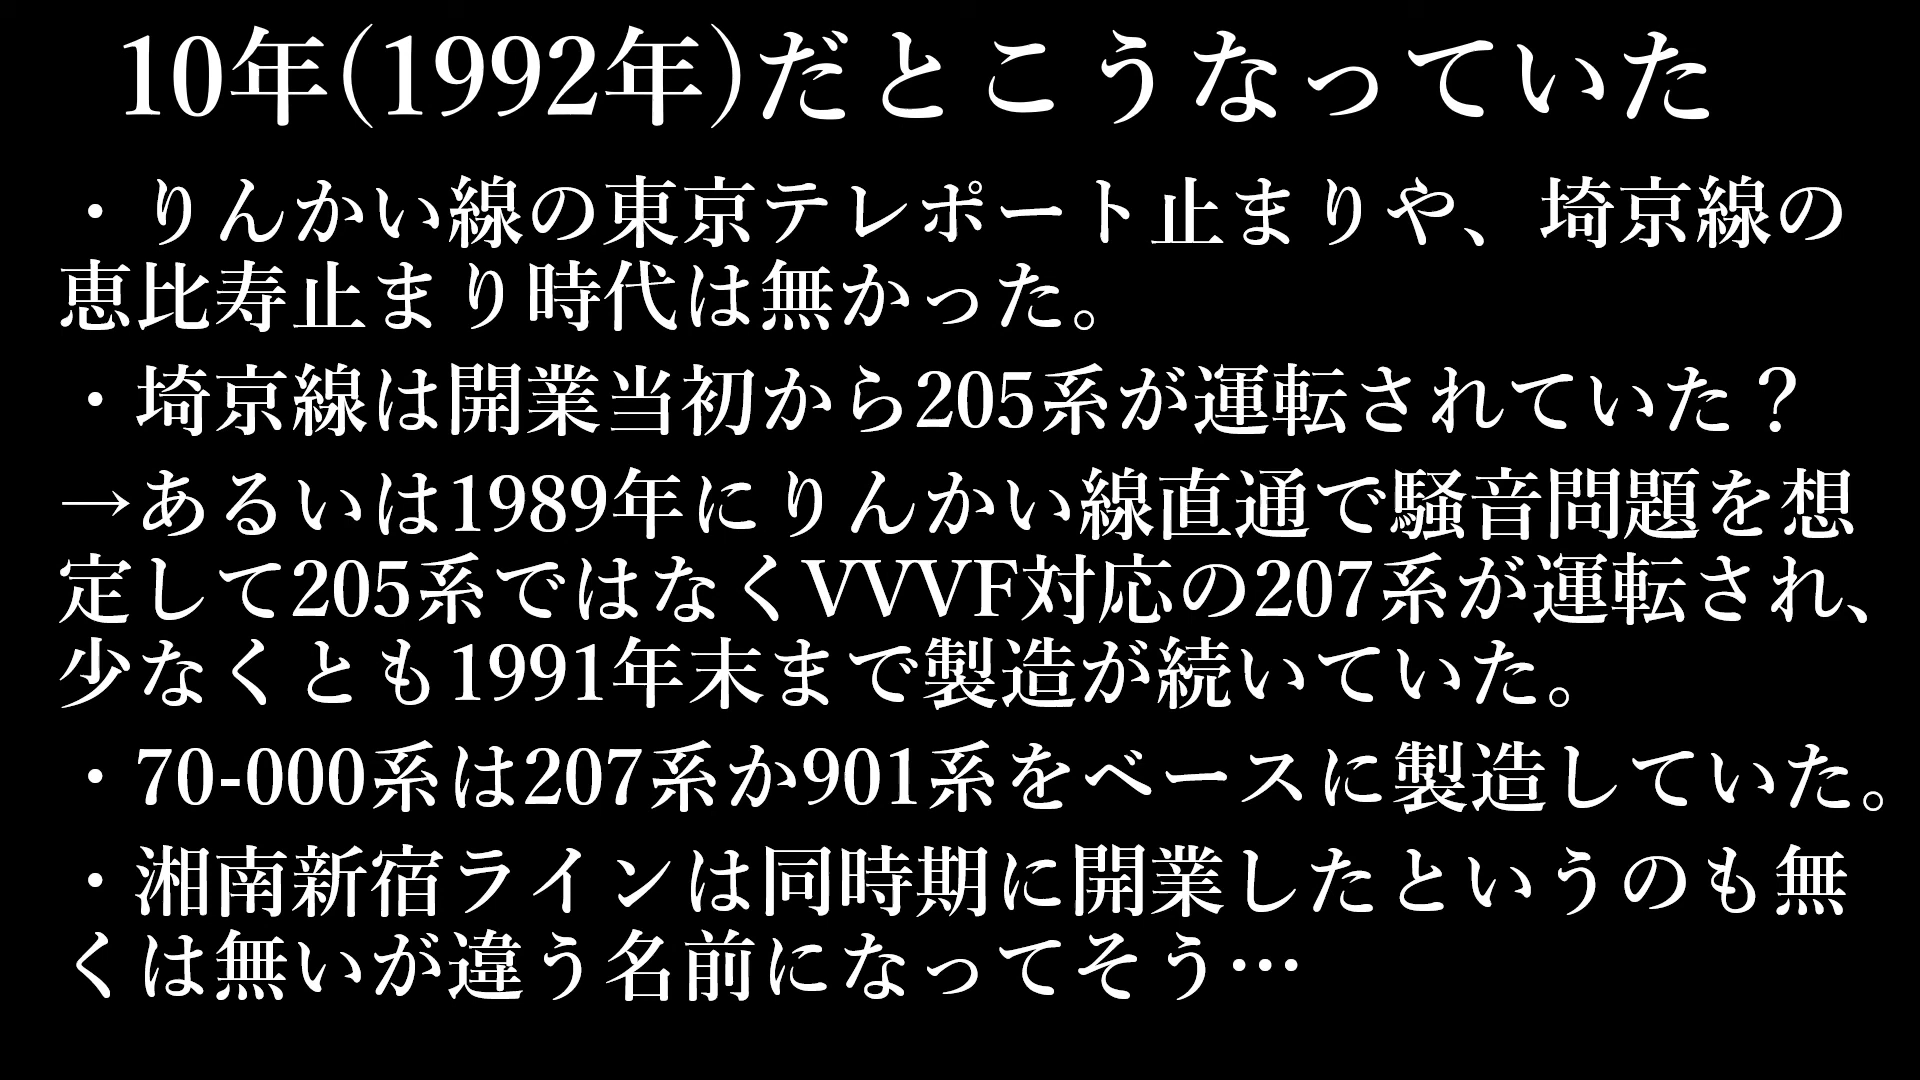 10年(1992年)だとこうなっていた
・りんかい線の東京テレポート止まりや、埼京線の
恵比寿止まり時代は無かった。
・埼京線は開業当初から205系が運転されていた？
→あるいは1989年にりんかい線直通で騒音問題を想
定して205系ではなくVVVF対応の207系が運転され、
少なくとも1991年末まで製造が続いていた。
・70-000系は207系か901系をベースに製造していた。
・湘南新宿ラインは同時期に開業したというのも無
くは無いが違う名前になってそう…